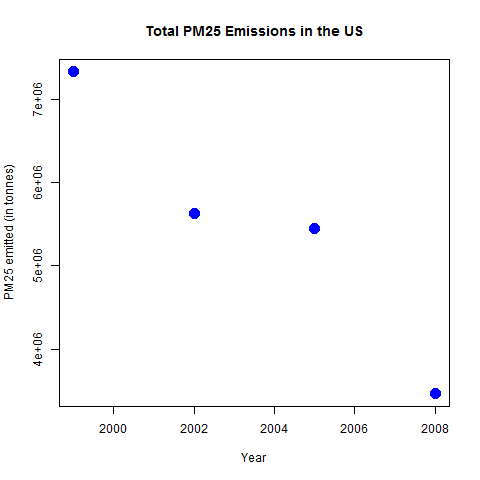 Total PM25 Emissions in the US
PM25 emitted (in tonnes)
7e+06
6e+06
5e+06
4e+06
2000 2002 2004 2006 2008
Year